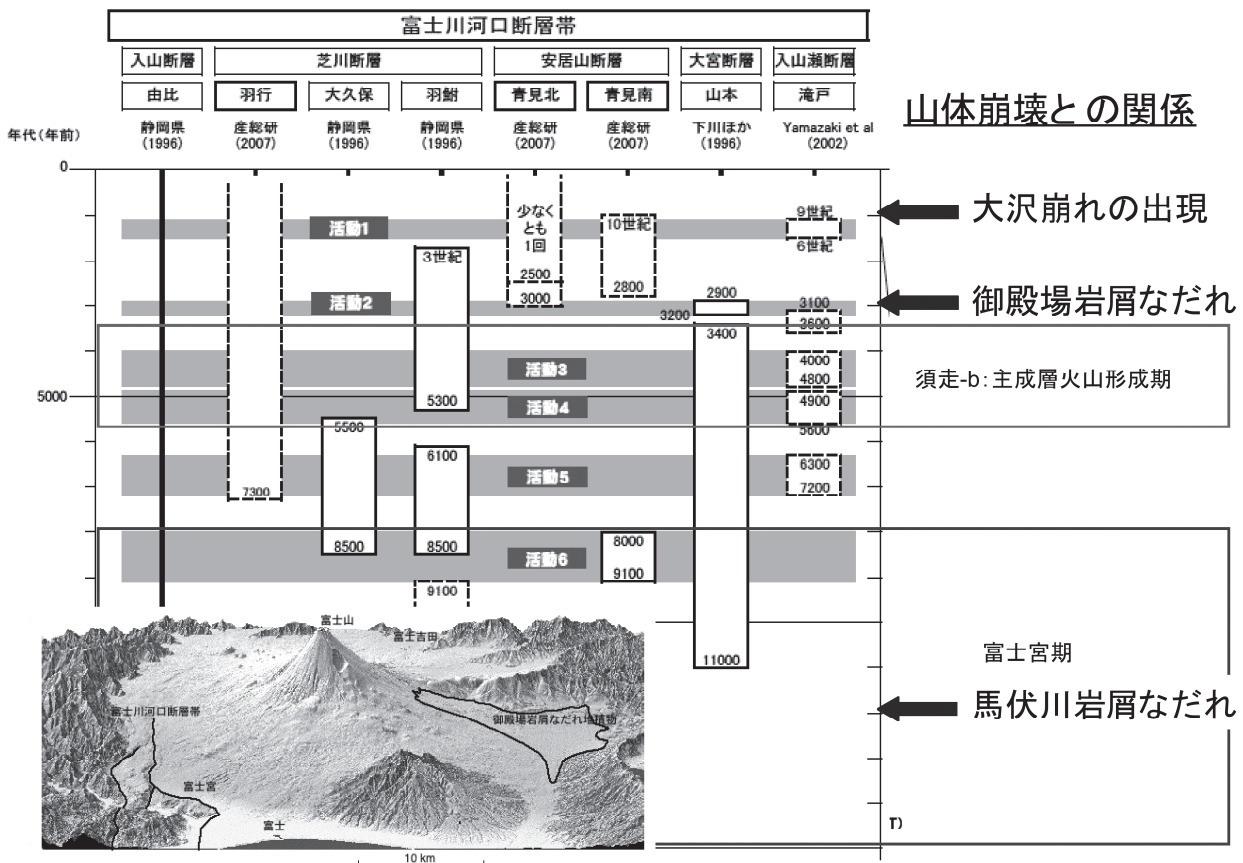 富士川河口断層帯
入山断層 芝川断層 安居山断層 大宮断層 入山瀬断層
由比 羽行 大久保 羽鮒 青見北 青見南 山本 滝戸
山体崩壊との関係
年代(年前)
静岡県 産総研 静岡県 静岡県 産総研 産総研 下川ほか Yamazaki et al
(1996) (2007) (1996) (1996) (2007) (2007) (1996) (2002)
0
9世紀
大沢崩れの出現
少なく
とも
1回
10世紀
活動1
6世紀
3世紀
2500
2800
2900
活動2
3000
3100
御殿場岩屑なだれ
3200
3400
3600
4000
活動3
4800
須走-b:主成層火山形成期
5000
5300
活動4
4900
5500
5600
6100
6300
活動5
7300
7200
8500
8500
活動6
8000
9100
9100
富士山
富士吉田
11000
富士宮期
富士川河口断層帯
御殿場岩屑なだれ堆積物
馬伏川岩屑なだれ
富士宮
富士
T)
10 km